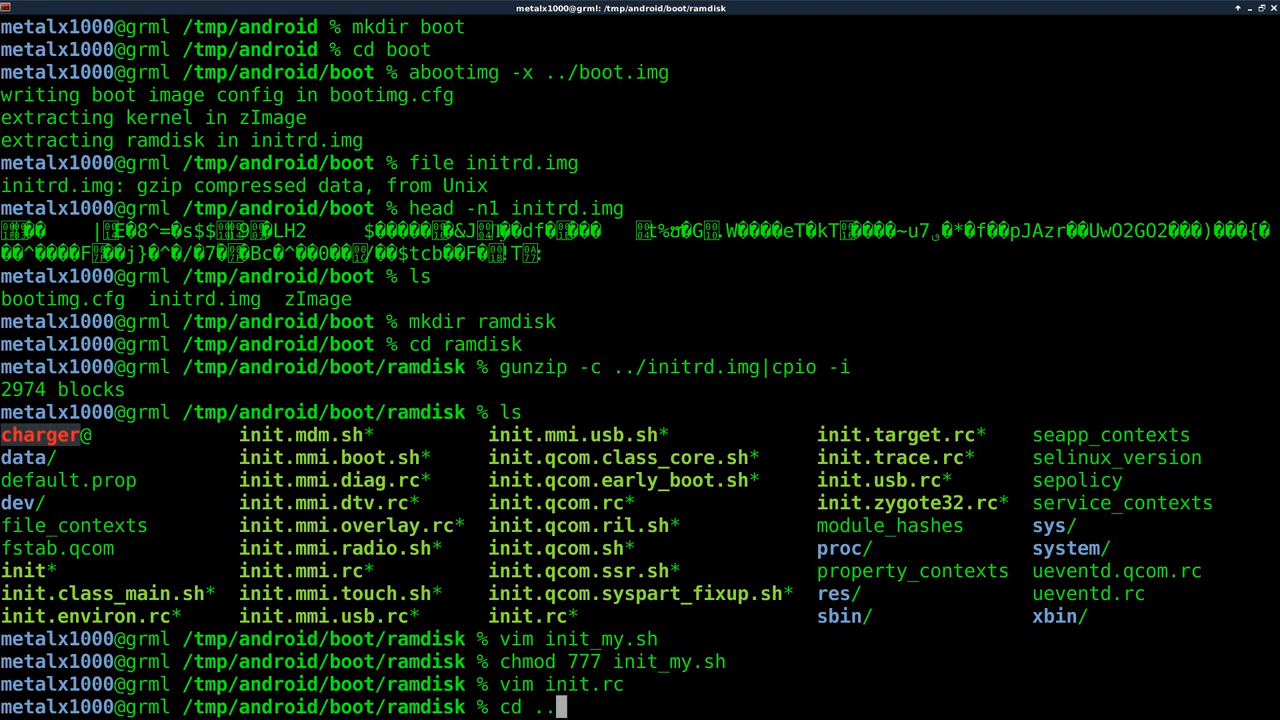 metalx1000@grml: /tmp/android/boot/ramdisk
metalx1000@grml /tmp/android % mkdir boot
metalx1000@grml /tmp/android % cd boot
metalx1000@grml /tmp/android/boot % abootimg -x ../boot.img
writing boot image config in bootimg.cfg
extracting kernel in zImage
extracting ramdisk in initrd.img
metalx1000@grml /tmp/android/boot % file initrd.img
initrd.img: gzip compressed data, from Unix
metalx1000@grml /tmp/android/boot % head -n1 initrd.img
metalx1000@grml /tmp/android/boot % ls
bootimg.cfg  initrd.img  zImage
metalx1000@grml /tmp/android/boot % mkdir ramdisk
metalx1000@grml /tmp/android/boot % cd ramdisk
metalx1000@grml /tmp/android/boot/ramdisk % gunzip -c ../initrd.img|cpio -i
2974 blocks
metalx1000@grml /tmp/android/boot/ramdisk % ls
charger@ init.mdm.sh* init.mmi.usb.sh* init.target.rc* seapp_contexts
data/ init.mmi.boot.sh* init.qcom.class_core.sh* init.trace.rc* selinux_version
default.prop init.mmi.diag.rc* init.qcom.early_boot.sh* init.usb.rc* sepolicy
dev/ init.mmi.dtv.rc* init.qcom.rc* init.zygote32.rc* service_contexts
file_contexts init.mmi.overlay.rc* init.qcom.ril.sh* module_hashes sys/
fstab.qcom init.mmi.radio.sh* init.qcom.sh* proc/ system/
init* init.mmi.rc* init.qcom.ssr.sh* property_contexts ueventd.qcom.rc
init.class_main.sh* init.mmi.touch.sh* init.qcom.syspart_fixup.sh* res/ ueventd.rc
init.environ.rc* init.mmi.usb.rc* init.rc* sbin/ xbin/
metalx1000@grml /tmp/android/boot/ramdisk % vim init_my.sh
metalx1000@grml /tmp/android/boot/ramdisk % chmod 777 init_my.sh
metalx1000@grml /tmp/android/boot/ramdisk % vim init.rc
metalx1000@grml /tmp/android/boot/ramdisk % cd ..